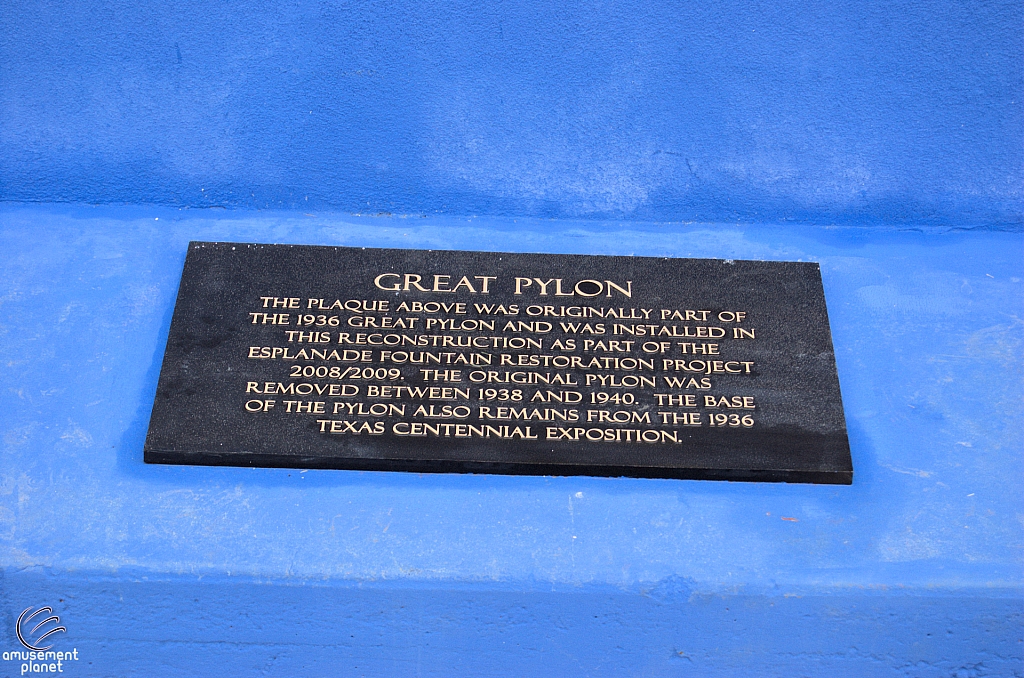 GREAT PYLON
THE PLAQUE ABOVE WAS ORIGINALLY PART OF
THE 1936 GREAT PYLON AND WAS INSTALLED IN
THIS RECONSTRUCTION AS PART OF THE
ESPLANADE FOUNTAIN RESTORATION PROJECT
2008/2009. THE ORIGINAL PYLON WAS
REMOVED BETWEEN 1938 AND 1940. THE BASE
OF THE PYLON ALSO REMAINS FROM THE 1936
TEXAS CENTENNIAL EXPOSITION.
amusement
planet